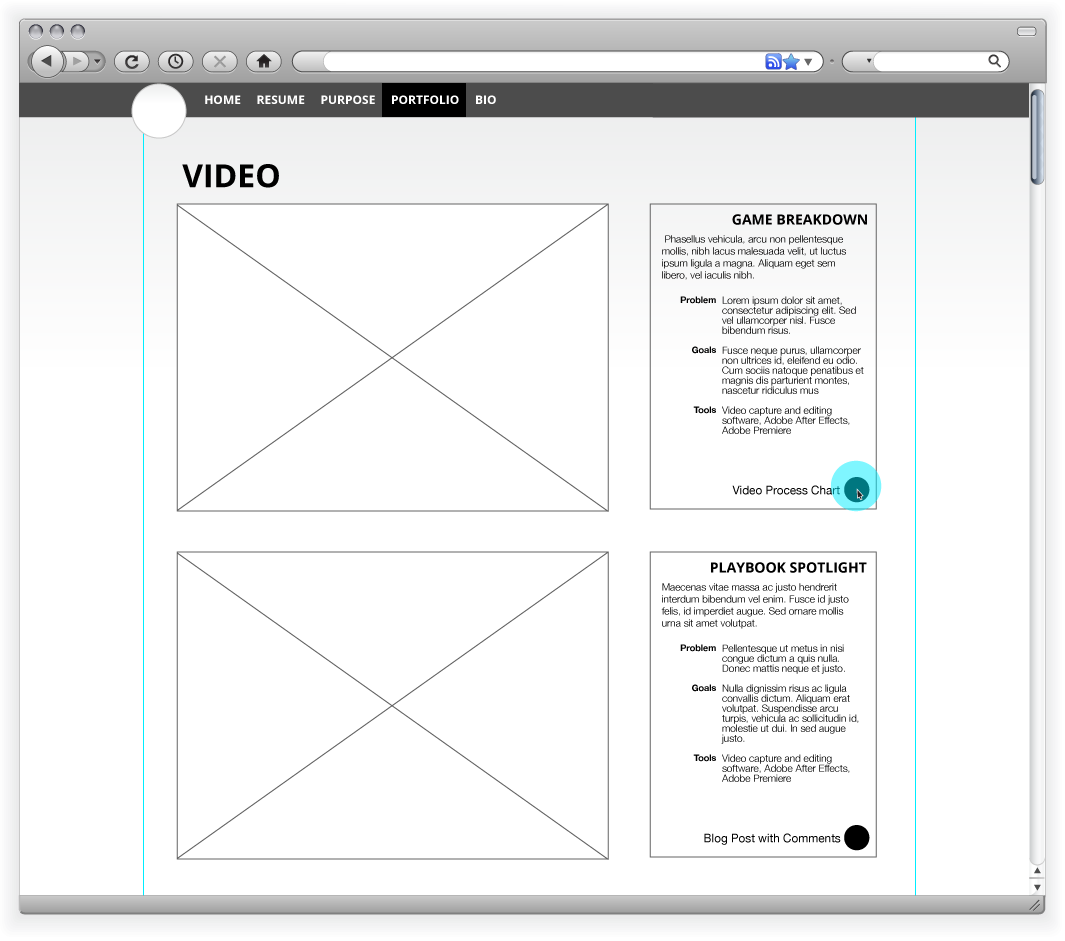 HOME RESUME PURPOSE PORTFOLIO BIO
VIDEO
GAME BREAKDOWN
Phasellus vehicula, arcu non pellentesque
mollis, nibh lacus malesuada velit, ut luctus
ipsum ligula a magna. Aliquam eget sem
libero, vel iaculis nibh.
Problem Lorem ipsum dolor sit amet,
consectetur adipiscing elit. Sed
vel ullamcorper nisl. Fusce
bibendum risus.
Goals Fusce neque purus, ullamcorper
non ultrices id, eleifend eu odio.
Cum sociis natoque penatibus et
magnis dis parturient montes,
nascetur ridiculus mus
Tools Video capture and editing
software, Adobe After Effects,
Adobe Premiere
Video Process Chart
PLAYBOOK SPOTLIGHT
Maecenas vitae massa ac justo hendrerit
interdum bibendum vel enim. Fusce id justo
felis, id imperdiet augue. Sed ornare mollis
urna sit amet volutpat.
Problem Pellentesque ut metus in nisi
congue dictum a quis nulla.
Donec mattis neque et justo.
Goals Nulla dignissim risus ac ligula
convallis dictum. Aliquam erat
volutpat. Suspendisse arcu
turpis, vehicula ac sollicitudin id,
molestie ut dui. In sed augue
justo.
Tools Video capture and editing
software, Adobe After Effects,
Adobe Premiere
Blog Post with Comments